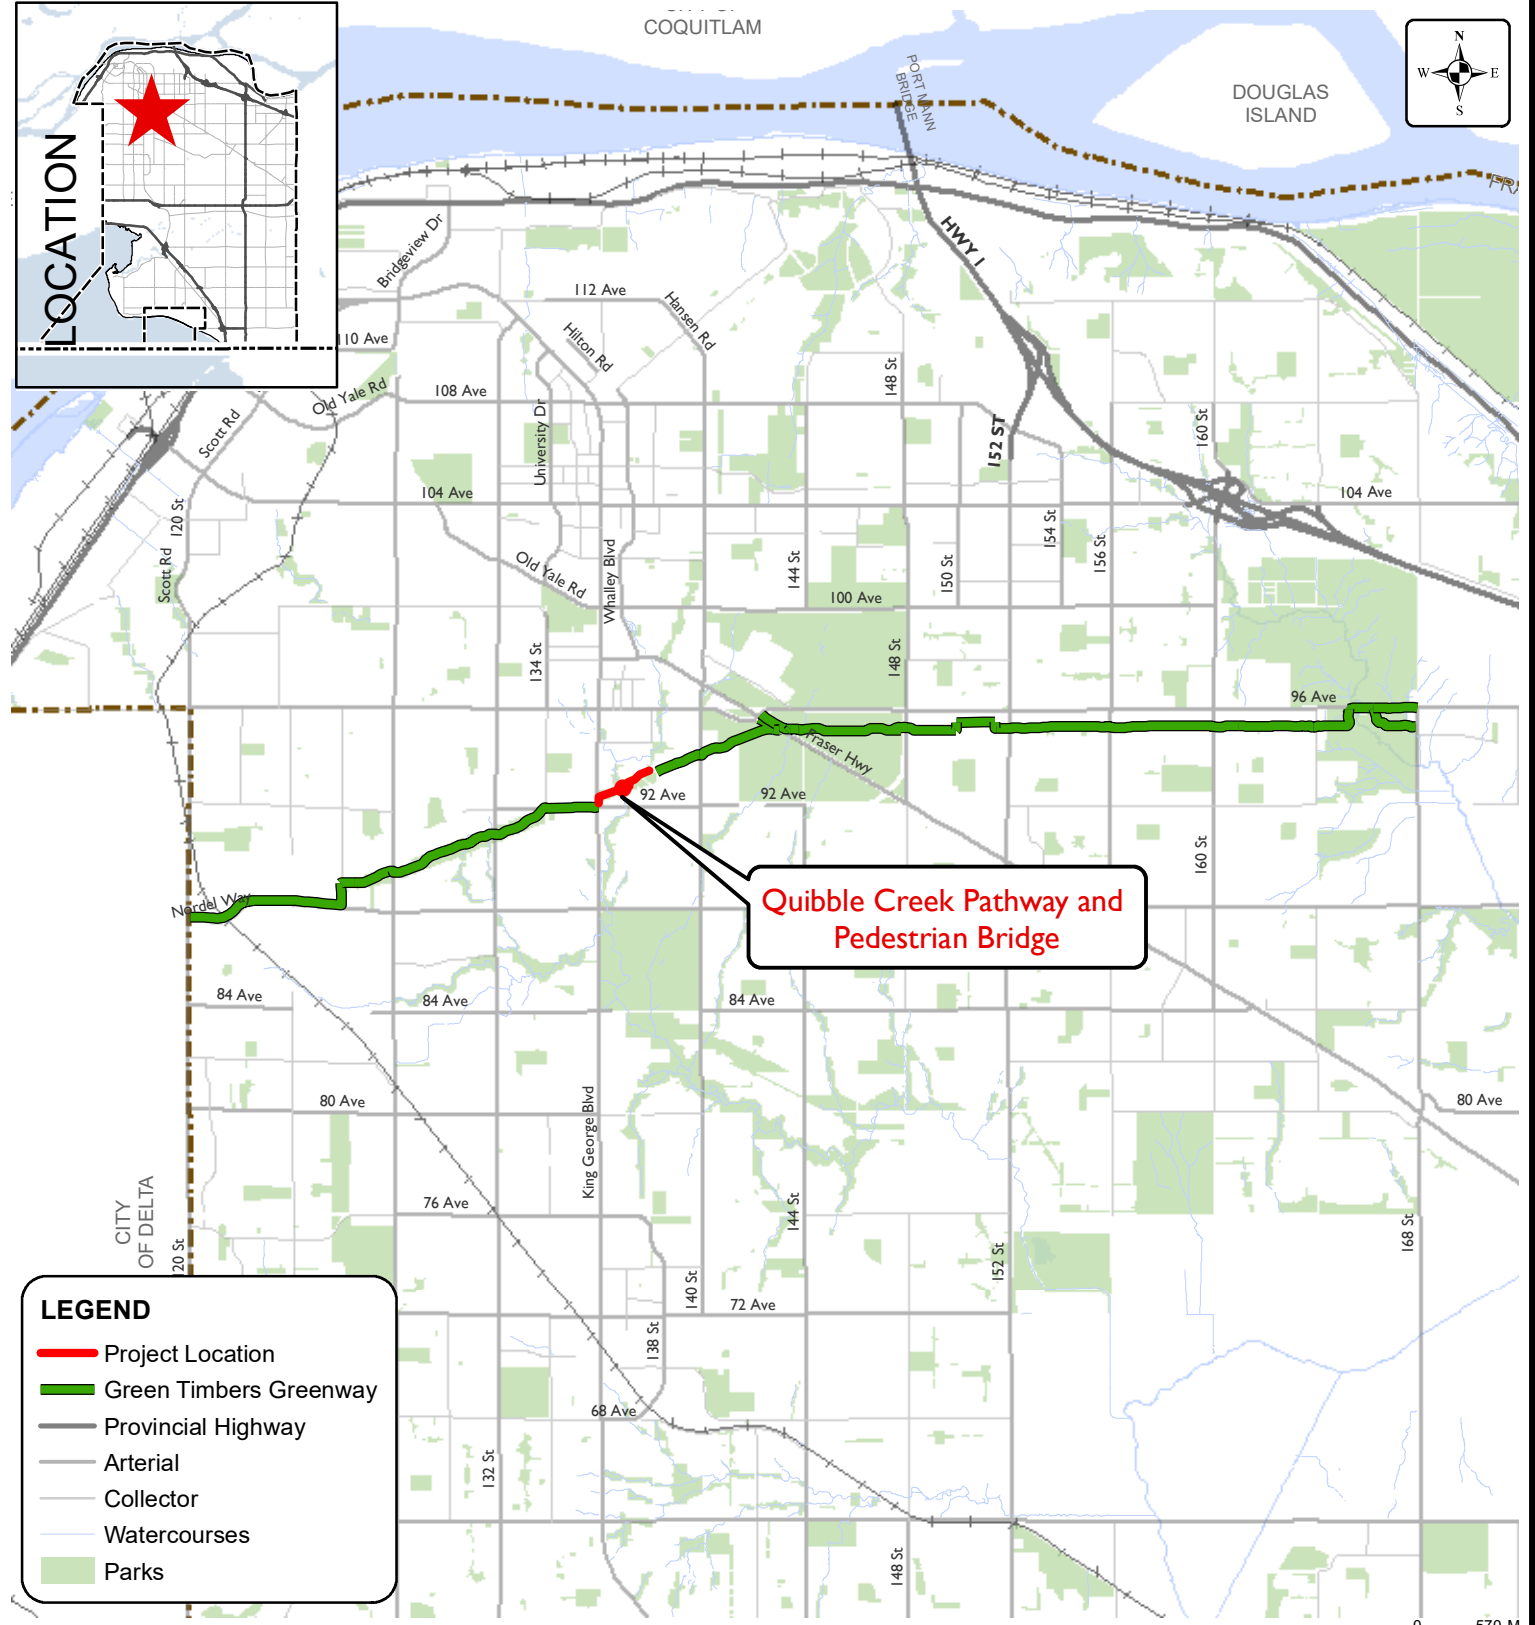 COQUITLAM
PORT MANN
BRIDGE
DOUGLAS
ISLAND
N
W
E
S
LOCATION
HWY 1
Bridgeview Dr
112 Ave
Hansen Rd
Hilton Rd
110 Ave
148 St
Old Yale Rd
108 Ave
University Dr
Scott Rd
152 ST
160 St
104 Ave
104 Ave
120 St
Scott Rd
Old Yale Rd
Whalley Blvd
144 St
150 St
154 St
156 St
100 Ave
134 St
148 St
96 Ave
Fraser Hwy
92 Ave
92 Ave
160 St
Nordel Way
Quibble Creek Pathway and
Pedestrian Bridge
84 Ave
84 Ave
84 Ave
80 Ave
80 Ave
King George Blvd
CITY
OF DELTA
120 St
76 Ave
144 St
152 St
168 St
140 St
72 Ave
138 St
68 Ave
132 St
148 St
LEGEND
Project Location
Green Timbers Greenway
Provincial Highway
Arterial
Collector
Watercourses
Parks